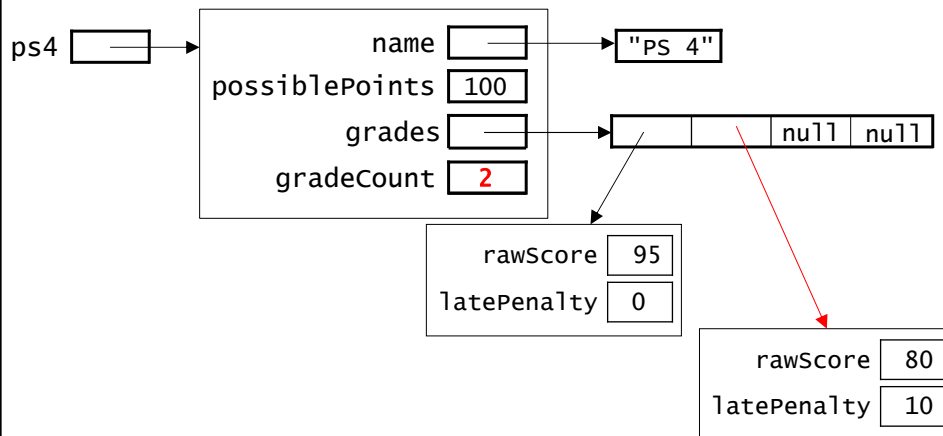 ps4 name "PS 4"
possiblePoints 100
grades null null
gradeCount 2
rawScore 95
latePenalty 0
rawScore 80
latePenalty 10